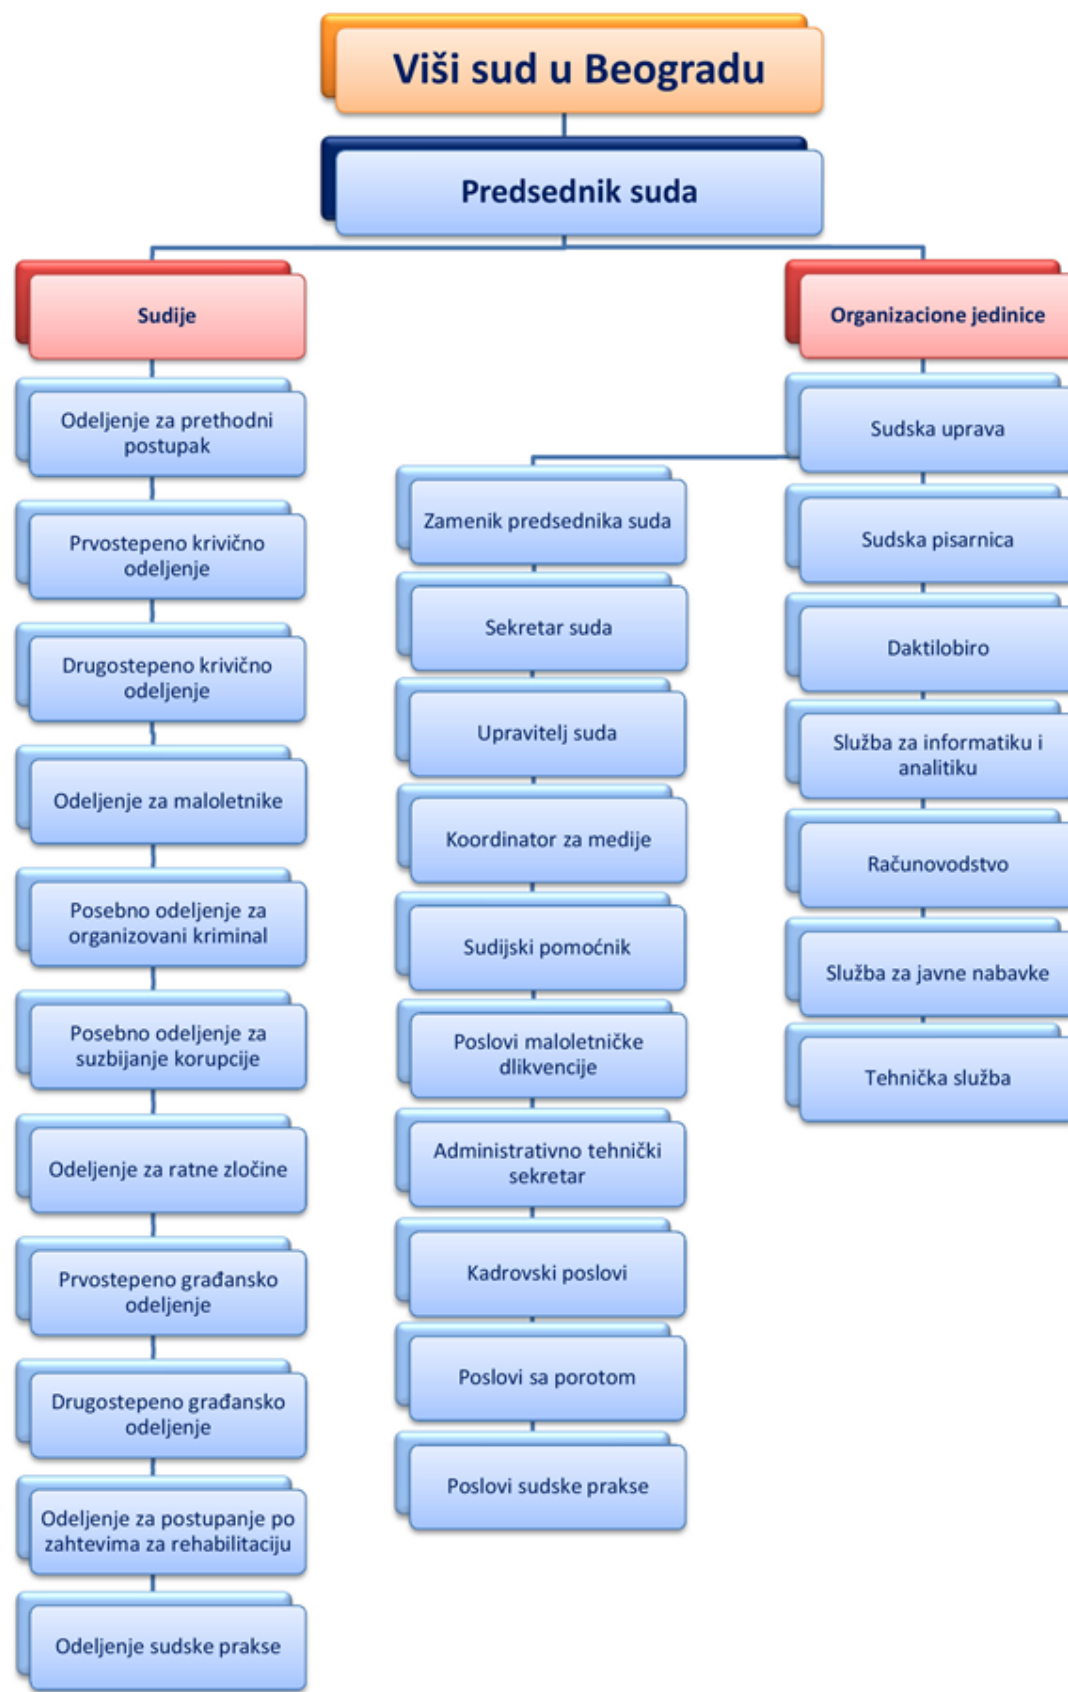 Viši sud u Beogradu
Predsednik suda
Sudije
Odeljenje za prethodni
postupak
Prvostepeno krivično
odeljenje
Drugostepeno krivično
odeljenje
Odeljenje za maloletnike
Posebno odeljenje za
organizovani kriminal
Posebno odeljenje za
suzbijanje korupcije
Odeljenje za ratne zločine
Prvostepeno građansko
odeljenje
Drugostepeno građansko
odeljenje
Odeljenje za postupanje po
zahtevima za rehabilitaciju
Odeljenje sudske prakse
Organizacione jedinice
Sudska uprava
Zamenik predsednika suda
Sekretar suda
Upravitelj suda
Koordinator za medije
Sudijski pomoćnik
Poslovi maloletničke
dlikvencije
Administrativno tehnički
sekretar
Kadrovski poslovi
Poslovi sa porotom
Poslovi sudske prakse
Sudska pisarnica
Daktilobiro
Služba za informatiku i
analitiku
Računovodstvo
Služba za javne nabavke
Tehnička služba